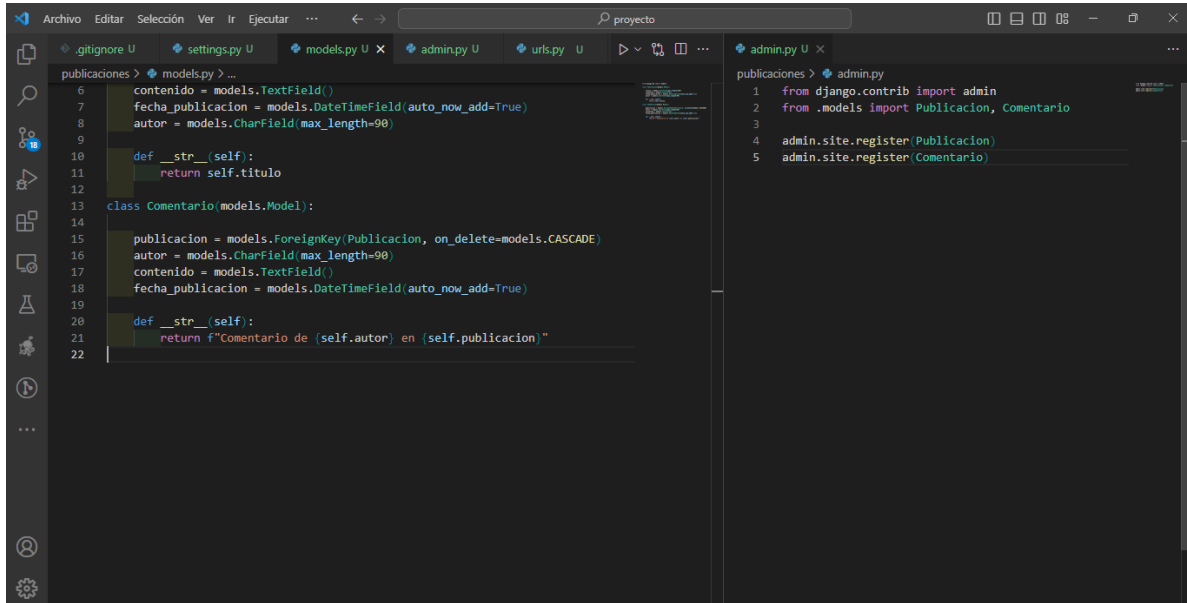 Archivo Editar Selección Ver Ir Ejecutar ··· ← → proyecto
.gitignore U settings.py U models.py U admin.py U urls.py U
publicaciones > models.py > ...
6 contenido = models.TextField()
7 fecha_publicacion = models.DateTimeField(auto_now_add=True)
8 autor = models.CharField(max_length=90)
9
10 def __str__(self):
11 return self.titulo
12
13 class Comentario(models.Model):
14
15 publicacion = models.ForeignKey(Publicacion, on_delete=models.CASCADE)
16 autor = models.CharField(max_length=90)
17 contenido = models.TextField()
18 fecha_publicacion = models.DateTimeField(auto_now_add=True)
19
20 def __str__(self):
21 return f"Comentario de {self.autor} en {self.publicacion}"
22
admin.py U
publicaciones > admin.py
1 from django.contrib import admin
2 from .models import Publicacion, Comentario
3
4 admin.site.register(Publicacion)
5 admin.site.register(Comentario)
18